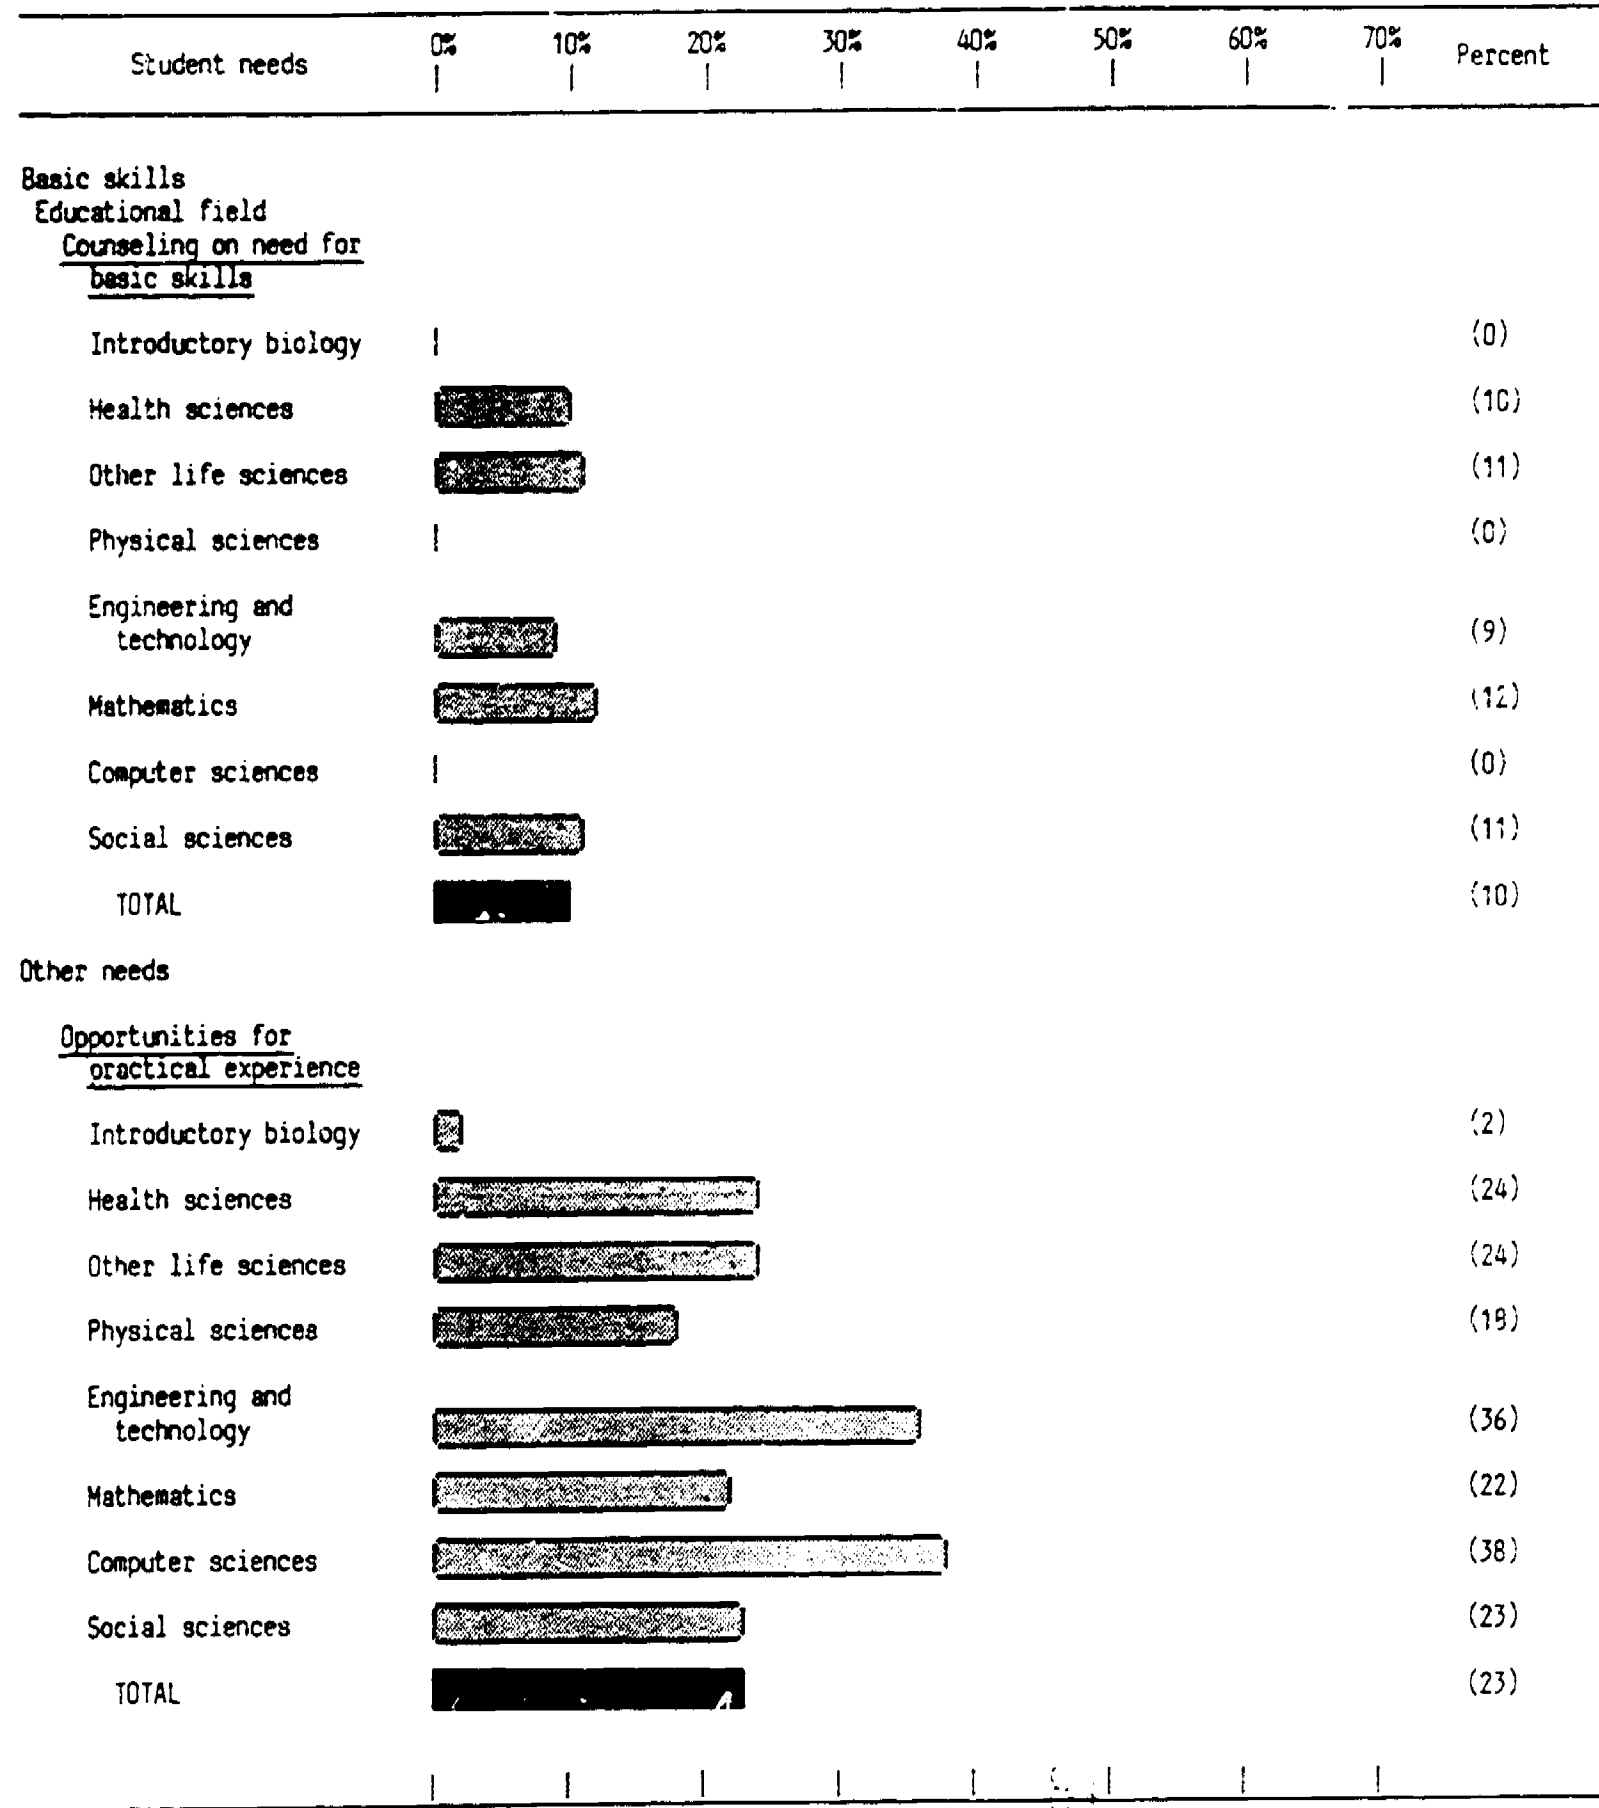 Student needs 0% 10% 20% 30% 40% 50% 60% 70% Percent
Basic skills
Educational field
Counseling on need for
basic skills
Introductory biology (0)
Health sciences (10)
Other life sciences (11)
Physical sciences (0)
Engineering and
technology (9)
Mathematics (12)
Computer sciences (0)
Social sciences (11)
TOTAL (10)
Other needs
Opportunities for
practical experience
Introductory biology (2)
Health sciences (24)
Other life sciences (24)
Physical sciences (18)
Engineering and
technology (36)
Mathematics (22)
Computer sciences (38)
Social sciences (23)
TOTAL (23)